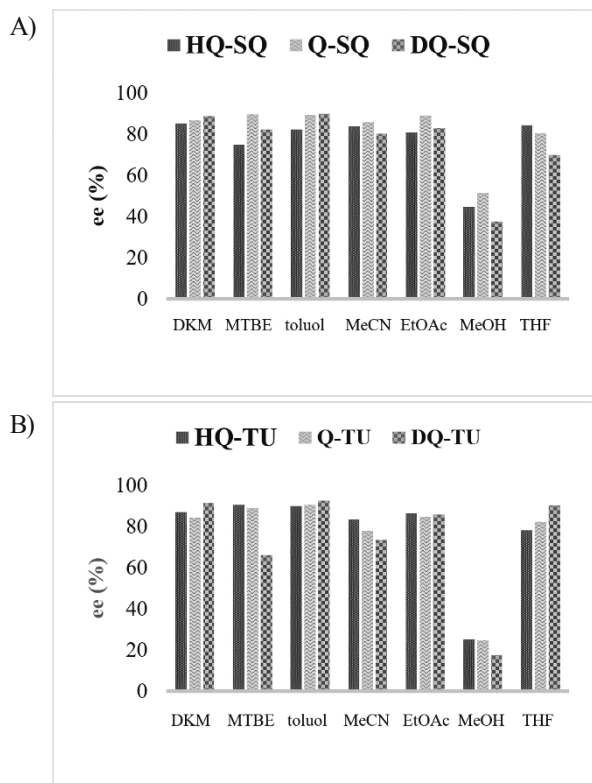 A)
HQ-SQ Q-SQ DQ-SQ
100
80
60
40
20
0
ee (%)
DKM MTBE toluol MeCN EtOAc MeOH THF
B)
HQ-TU Q-TU DQ-TU
100
80
60
40
20
0
ee (%)
DKM MTBE toluol MeCN EtOAc MeOH THF